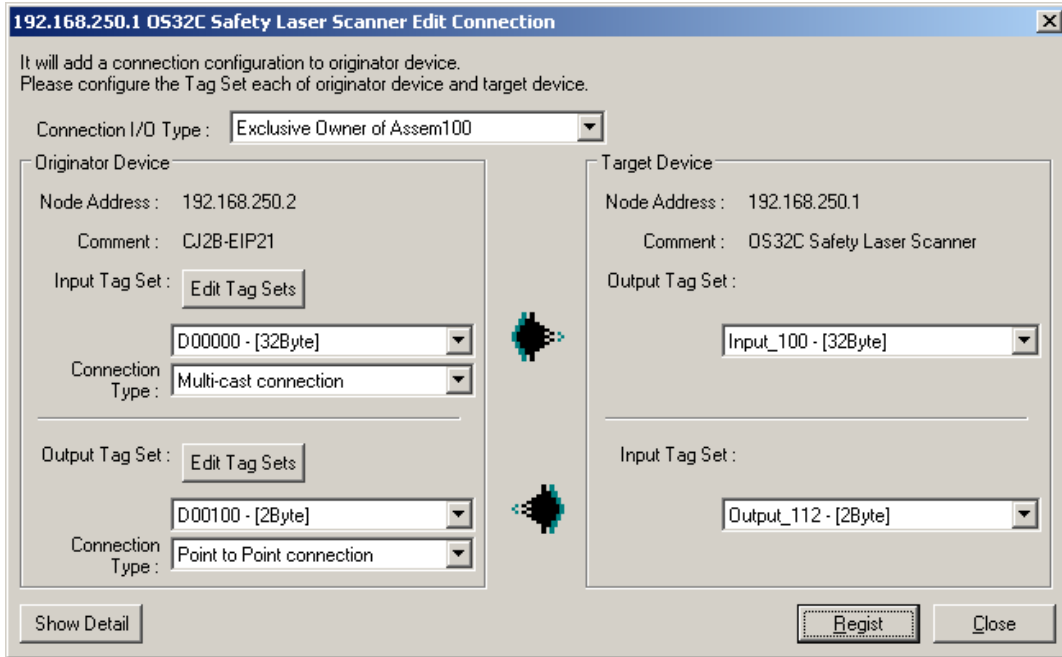 192.168.250.1 OS32C Safety Laser Scanner Edit Connection
It will add a connection configuration to originator device.
Please configure the Tag Set each of originator device and target device.
Connection I/O Type : Exclusive Owner of Assem100
Originator Device
Node Address : 192.168.250.2
Comment : CJ2B-EIP21
Input Tag Set : Edit Tag Sets
D00000 - [32Byte]
Connection Type : Multi-cast connection
Output Tag Set : Edit Tag Sets
D00100 - [2Byte]
Connection Type : Point to Point connection
Target Device
Node Address : 192.168.250.1
Comment : OS32C Safety Laser Scanner
Output Tag Set :
Input_100 - [32Byte]
Input Tag Set :
Output_112 - [2Byte]
Show Detail
Regist
Close